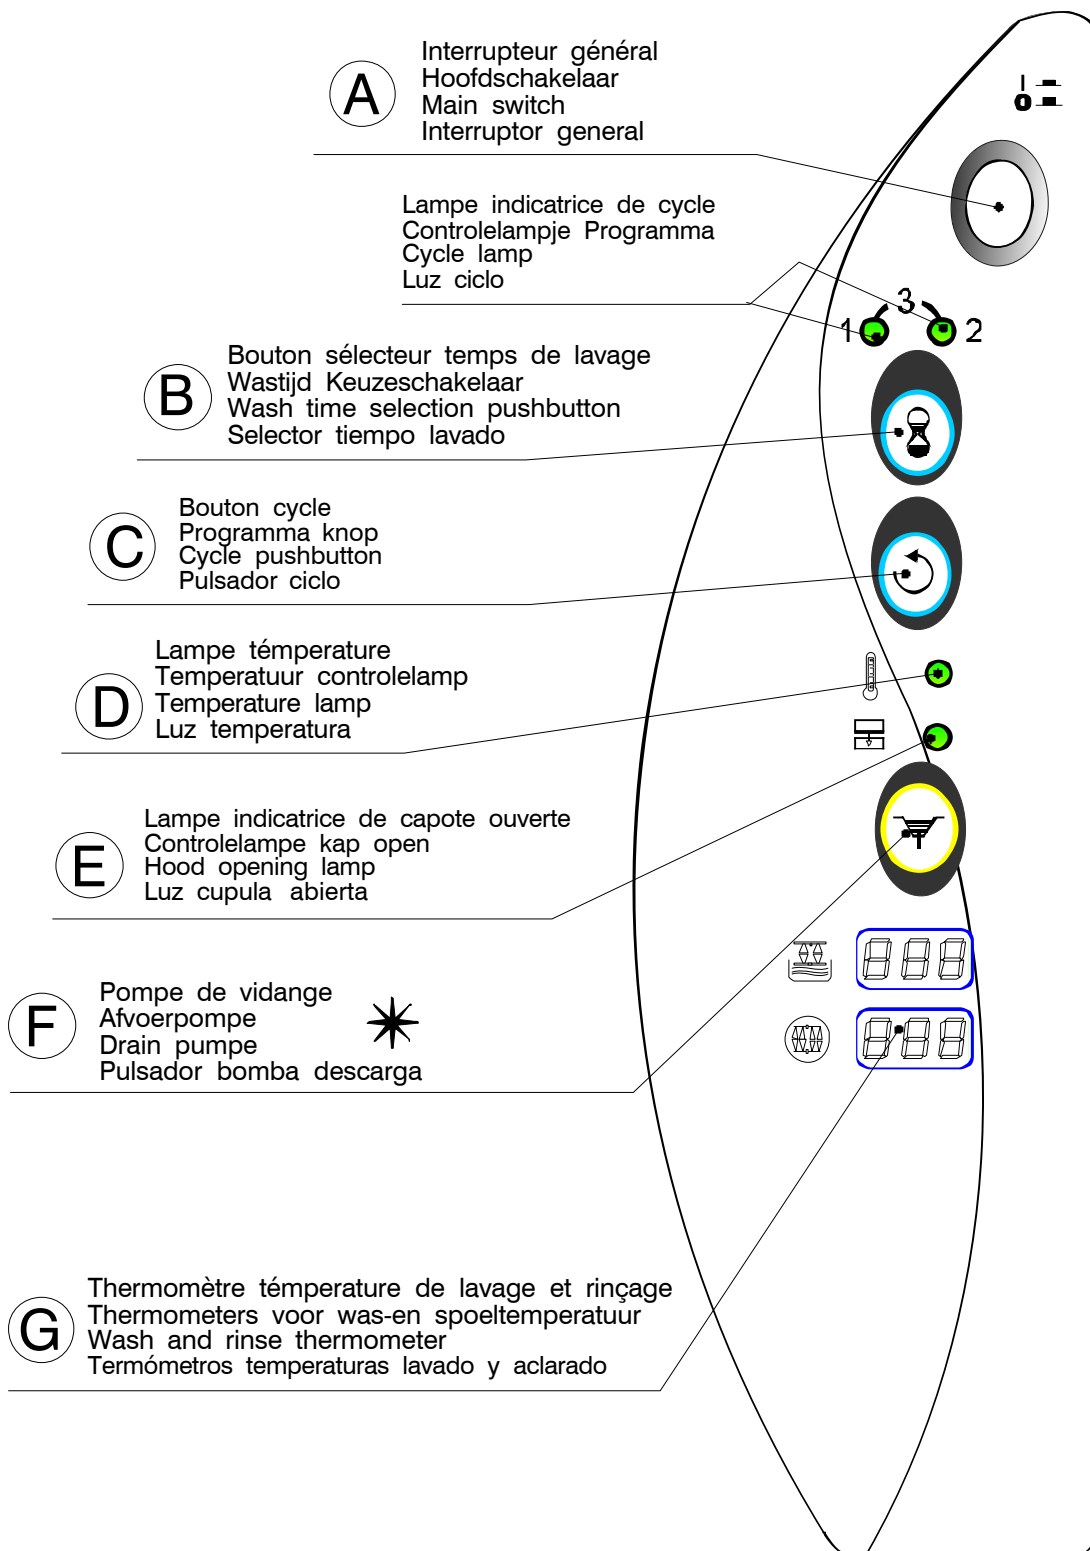 A
Interrupteur général
Hoofdschakelaar
Main switch
Interruptor general
Lampe indicatrice de cycle
Controlelampje Programma
Cycle lamp
Luz ciclo
3
1
2
B
Bouton sélecteur temps de lavage
Wastijd Keuzeschakelaar
Wash time selection pushbutton
Selector tiempo lavado
C
Bouton cycle
Programma knop
Cycle pushbutton
Pulsador ciclo
D
Lampe témperature
Temperatuur controlelamp
Temperature lamp
Luz temperatura
E
Lampe indicatrice de capote ouverte
Controlelampe kap open
Hood opening lamp
Luz cupula abierta
F
Pompe de vidange
Afvoerpompe
Drain pumpe
Pulsador bomba descarga
G
Thermomètre témperature de lavage et rinçage
Thermometers voor was-en spoeltemperatuur
Wash and rinse thermometer
Termómetros temperaturas lavado y aclarado